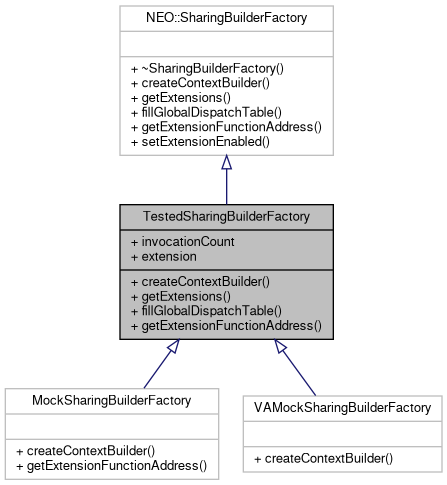 NEO::SharingBuilderFactory
+ ~SharingBuilderFactory()
+ createContextBuilder()
+ getExtensions()
+ fillGlobalDispatchTable()
+ getExtensionFunctionAddress()
+ setExtensionEnabled()
TestedSharingBuilderFactory
+ invocationCount
+ extension
+ createContextBuilder()
+ getExtensions()
+ fillGlobalDispatchTable()
+ getExtensionFunctionAddress()
MockSharingBuilderFactory
+ createContextBuilder()
+ getExtensionFunctionAddress()
VAMockSharingBuilderFactory
+ createContextBuilder()